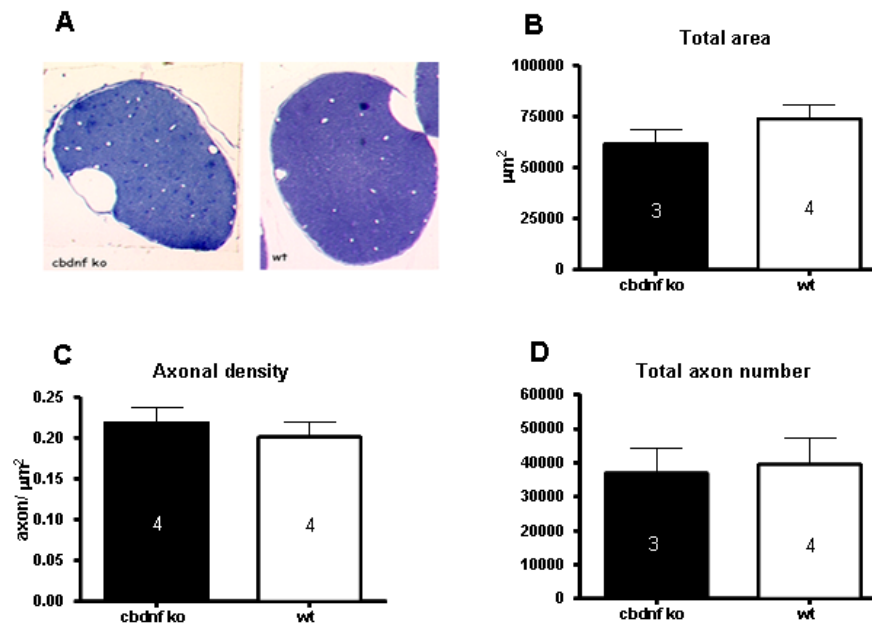 A
cbdnf ko
wt
B
Total area
100000
75000
50000
25000
0
µm²
3
4
cbdnf ko
wt
C
Axonal density
0.25
0.20
0.15
0.10
0.05
0.00
axon/ µm²
4
4
cbdnf ko
wt
D
Total axon number
60000
50000
40000
30000
20000
10000
0
3
4
cbdnf ko
wt